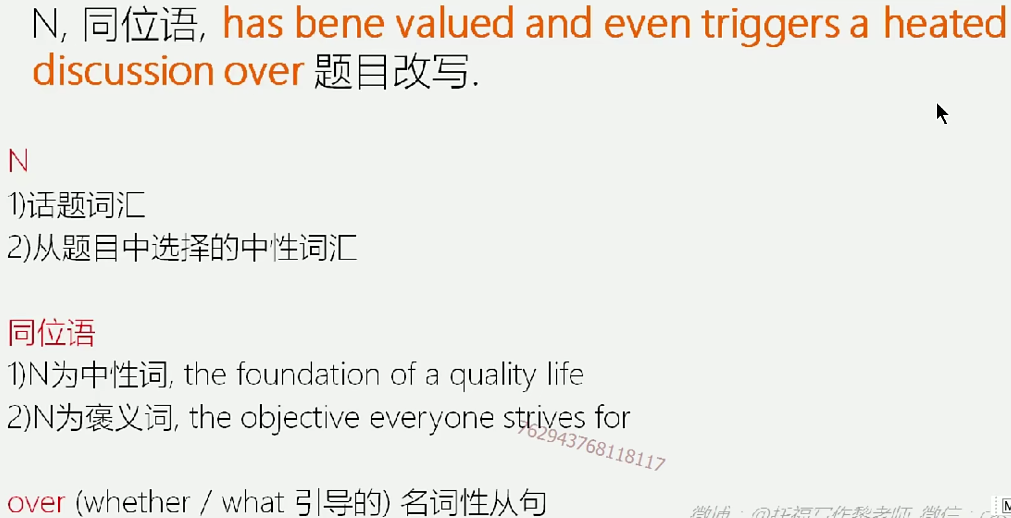 N, 同位语, has bene valued and even triggers a heated
discussion over 题目改写.
N
1)话题词汇
2)从题目中选择的中性词汇
同位语
1)N为中性词, the foundation of a quality life
2)N为褒义词, the objective everyone strives for
762943768118117
over (whether / what 引导的) 名词性从句
微博：@托福写作黎老师 微信：